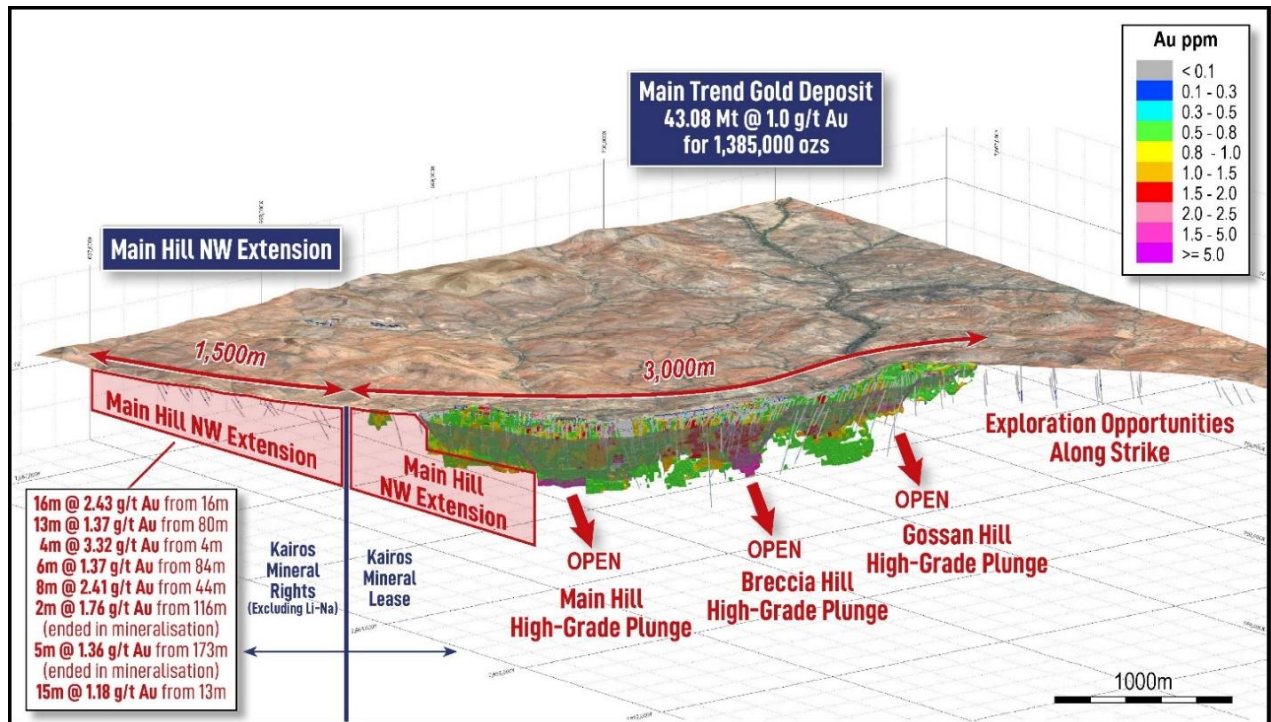 Au ppm
< 0.1
0.1 - 0.3
0.3 - 0.5
0.5 - 0.8
0.8 - 1.0
1.0 - 1.5
1.5 - 2.0
2.0 - 2.5
1.5 - 5.0
>= 5.0
Main Trend Gold Deposit
43.08 Mt @ 1.0 g/t Au
for 1,385,000 ozs
Main Hill NW Extension
1,500m
3,000m
Main Hill NW Extension
Main Hill
NW Extension
Exploration Opportunities
Along Strike
16m @ 2.43 g/t Au from 16m
13m @ 1.37 g/t Au from 80m
4m @ 3.32 g/t Au from 4m
6m @ 1.37 g/t Au from 84m
8m @ 2.41 g/t Au from 44m
2m @ 1.76 g/t Au from 116m
(ended in mineralisation)
5m @ 1.36 g/t Au from 173m
(ended in mineralisation)
15m @ 1.18 g/t Au from 13m
Kairos
Mineral
Rights
(Excluding Li-Na)
Kairos
Mineral
Lease
OPEN
Main Hill
High-Grade Plunge
OPEN
Breccia Hill
High-Grade Plunge
OPEN
Gossan Hill
High-Grade Plunge
1000m